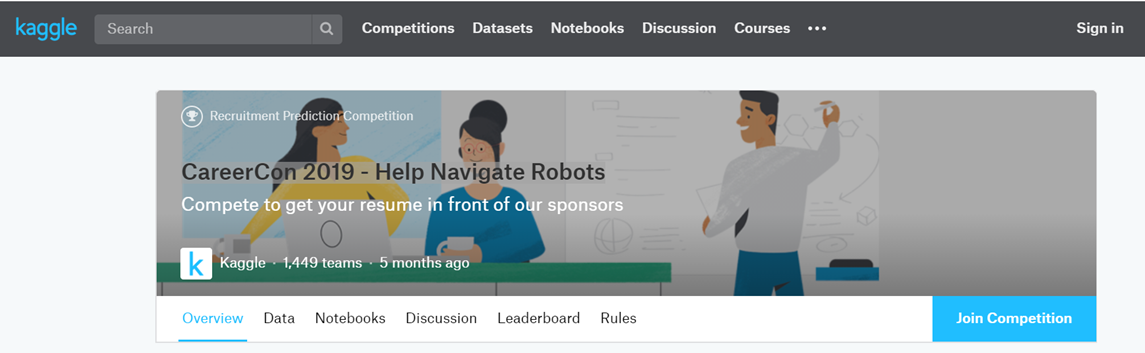 kaggle Search Competitions Datasets Notebooks Discussion Courses ••• Sign in
Recruitment Prediction Competition
CareerCon 2019 - Help Navigate Robots
Compete to get your resume in front of our sponsors
k Kaggle · 1,449 teams · 5 months ago
Overview Data Notebooks Discussion Leaderboard Rules Join Competition